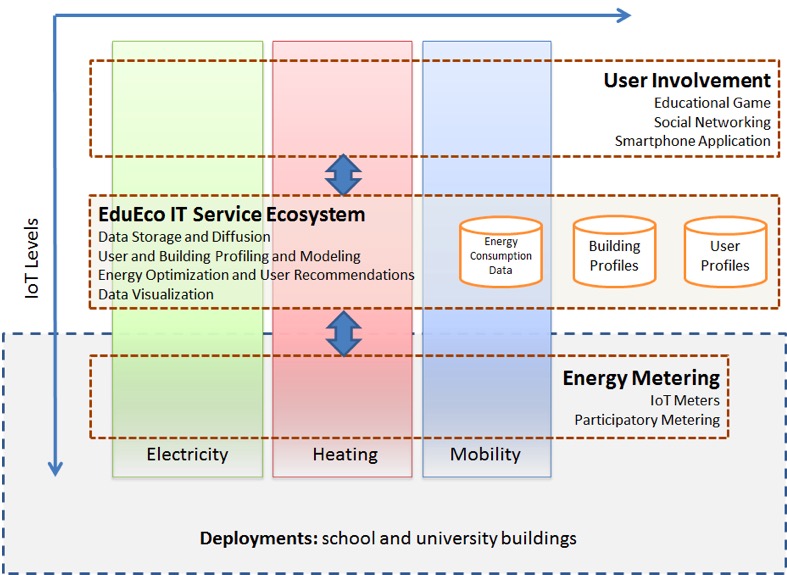 User Involvement
Educational Game
Social Networking
Smartphone Application
IoT Levels
EduEco IT Service Ecosystem
Data Storage and Diffusion
User and Building Profiling and Modeling
Energy Optimization and User Recommendations
Data Visualization
Energy
Consumption
Data
Building
Profiles
User
Profiles
Energy Metering
IoT Meters
Participatory Metering
Electricity
Heating
Mobility
Deployments: school and university buildings